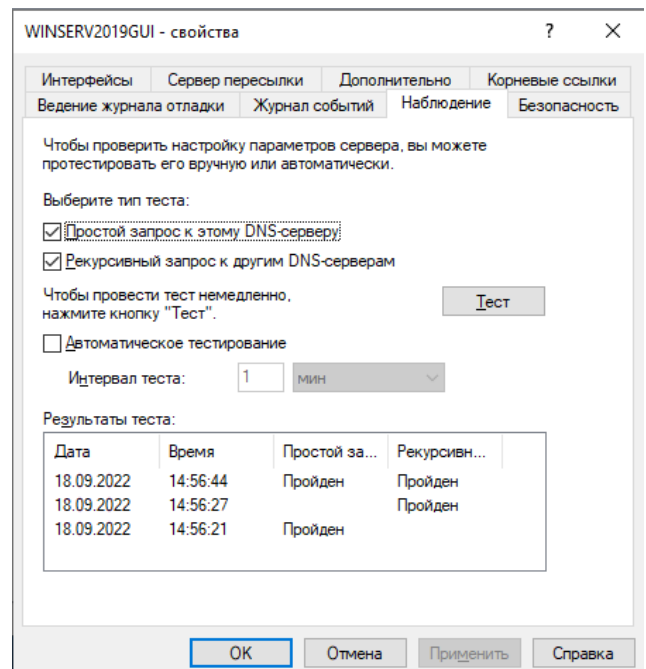 WINSERV2019GUI - свойства ? ×
Интерфейсы Сервер пересылки Дополнительно Корневые ссылки
Ведение журнала отладки Журнал событий Наблюдение Безопасность
Чтобы проверить настройку параметров сервера, вы можете
протестировать его вручную или автоматически.
Выберите тип теста:
Простой запрос к этому DNS-серверу
Рекурсивный запрос к другим DNS-серверам
Чтобы провести тест немедленно,
нажмите кнопку "Тест".
Тест
Автоматическое тестирование
Интервал теста: 1 мин
Результаты теста:
Дата Время Простой за... Рекурсивн...
18.09.2022 14:56:44 Пройден Пройден
18.09.2022 14:56:27 Пройден
18.09.2022 14:56:21 Пройден
OK Отмена Применить Справка